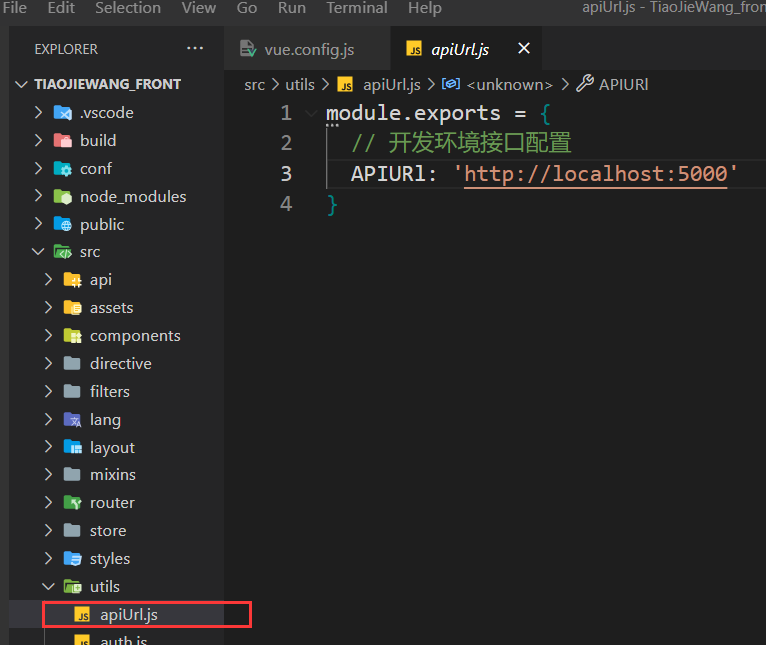 File Edit Selection View Go Run Terminal Help apiUrl.js - TiaoJieWang_fron
EXPLORER ···
vue.config.js
JS apiUrl.js ×
TIAOJIEWANG_FRONT
src > utils > JS apiUrl.js > <unknown> > APIURl
.vscode
build
conf
node_modules
public
src
api
assets
components
directive
filters
lang
layout
mixins
router
store
styles
utils
JS apiUrl.js
JS auth.js
1 module.exports = {
2 // 开发环境接口配置
3 APIURl: 'http://localhost:5000'
4 }